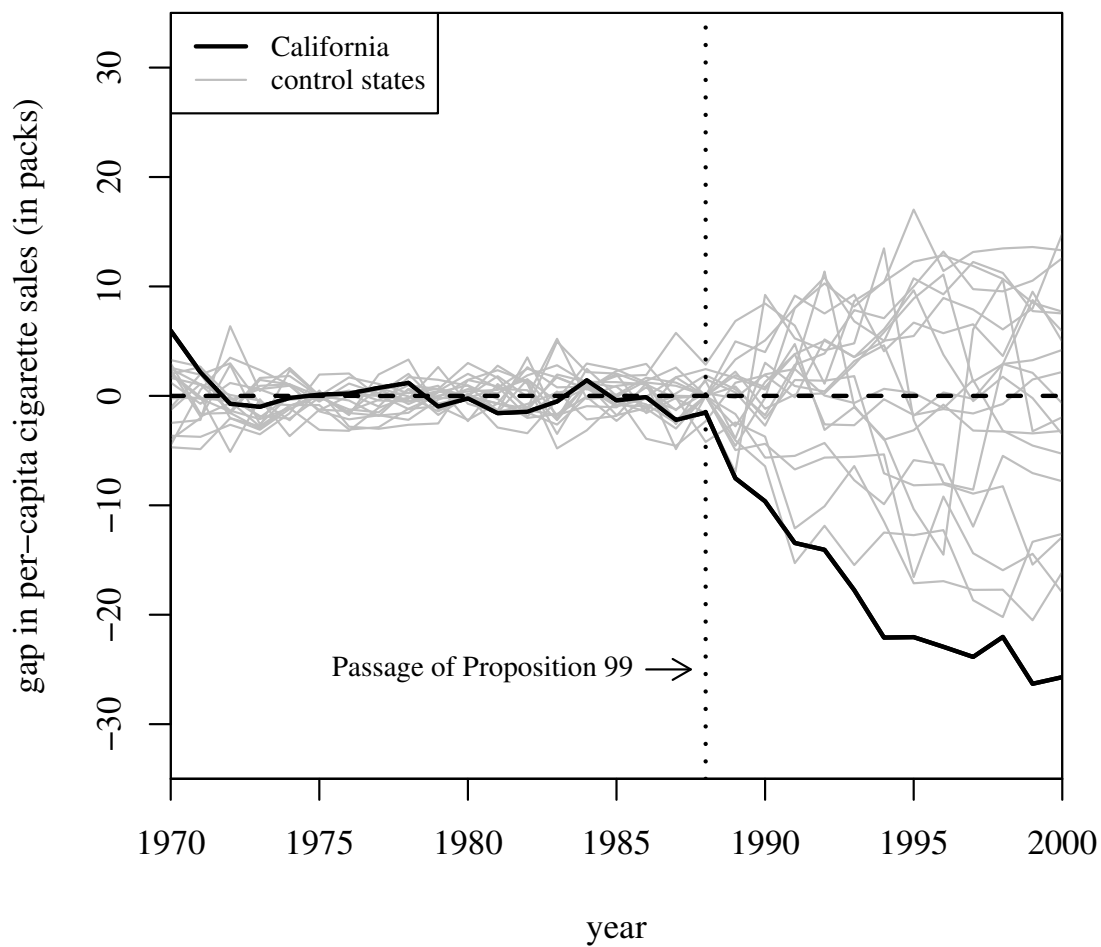 California
control states
gap in per−capita cigarette sales (in packs)
30
20
10
0
−10
−20
−30
Passage of Proposition 99
1970 1975 1980 1985 1990 1995 2000
year